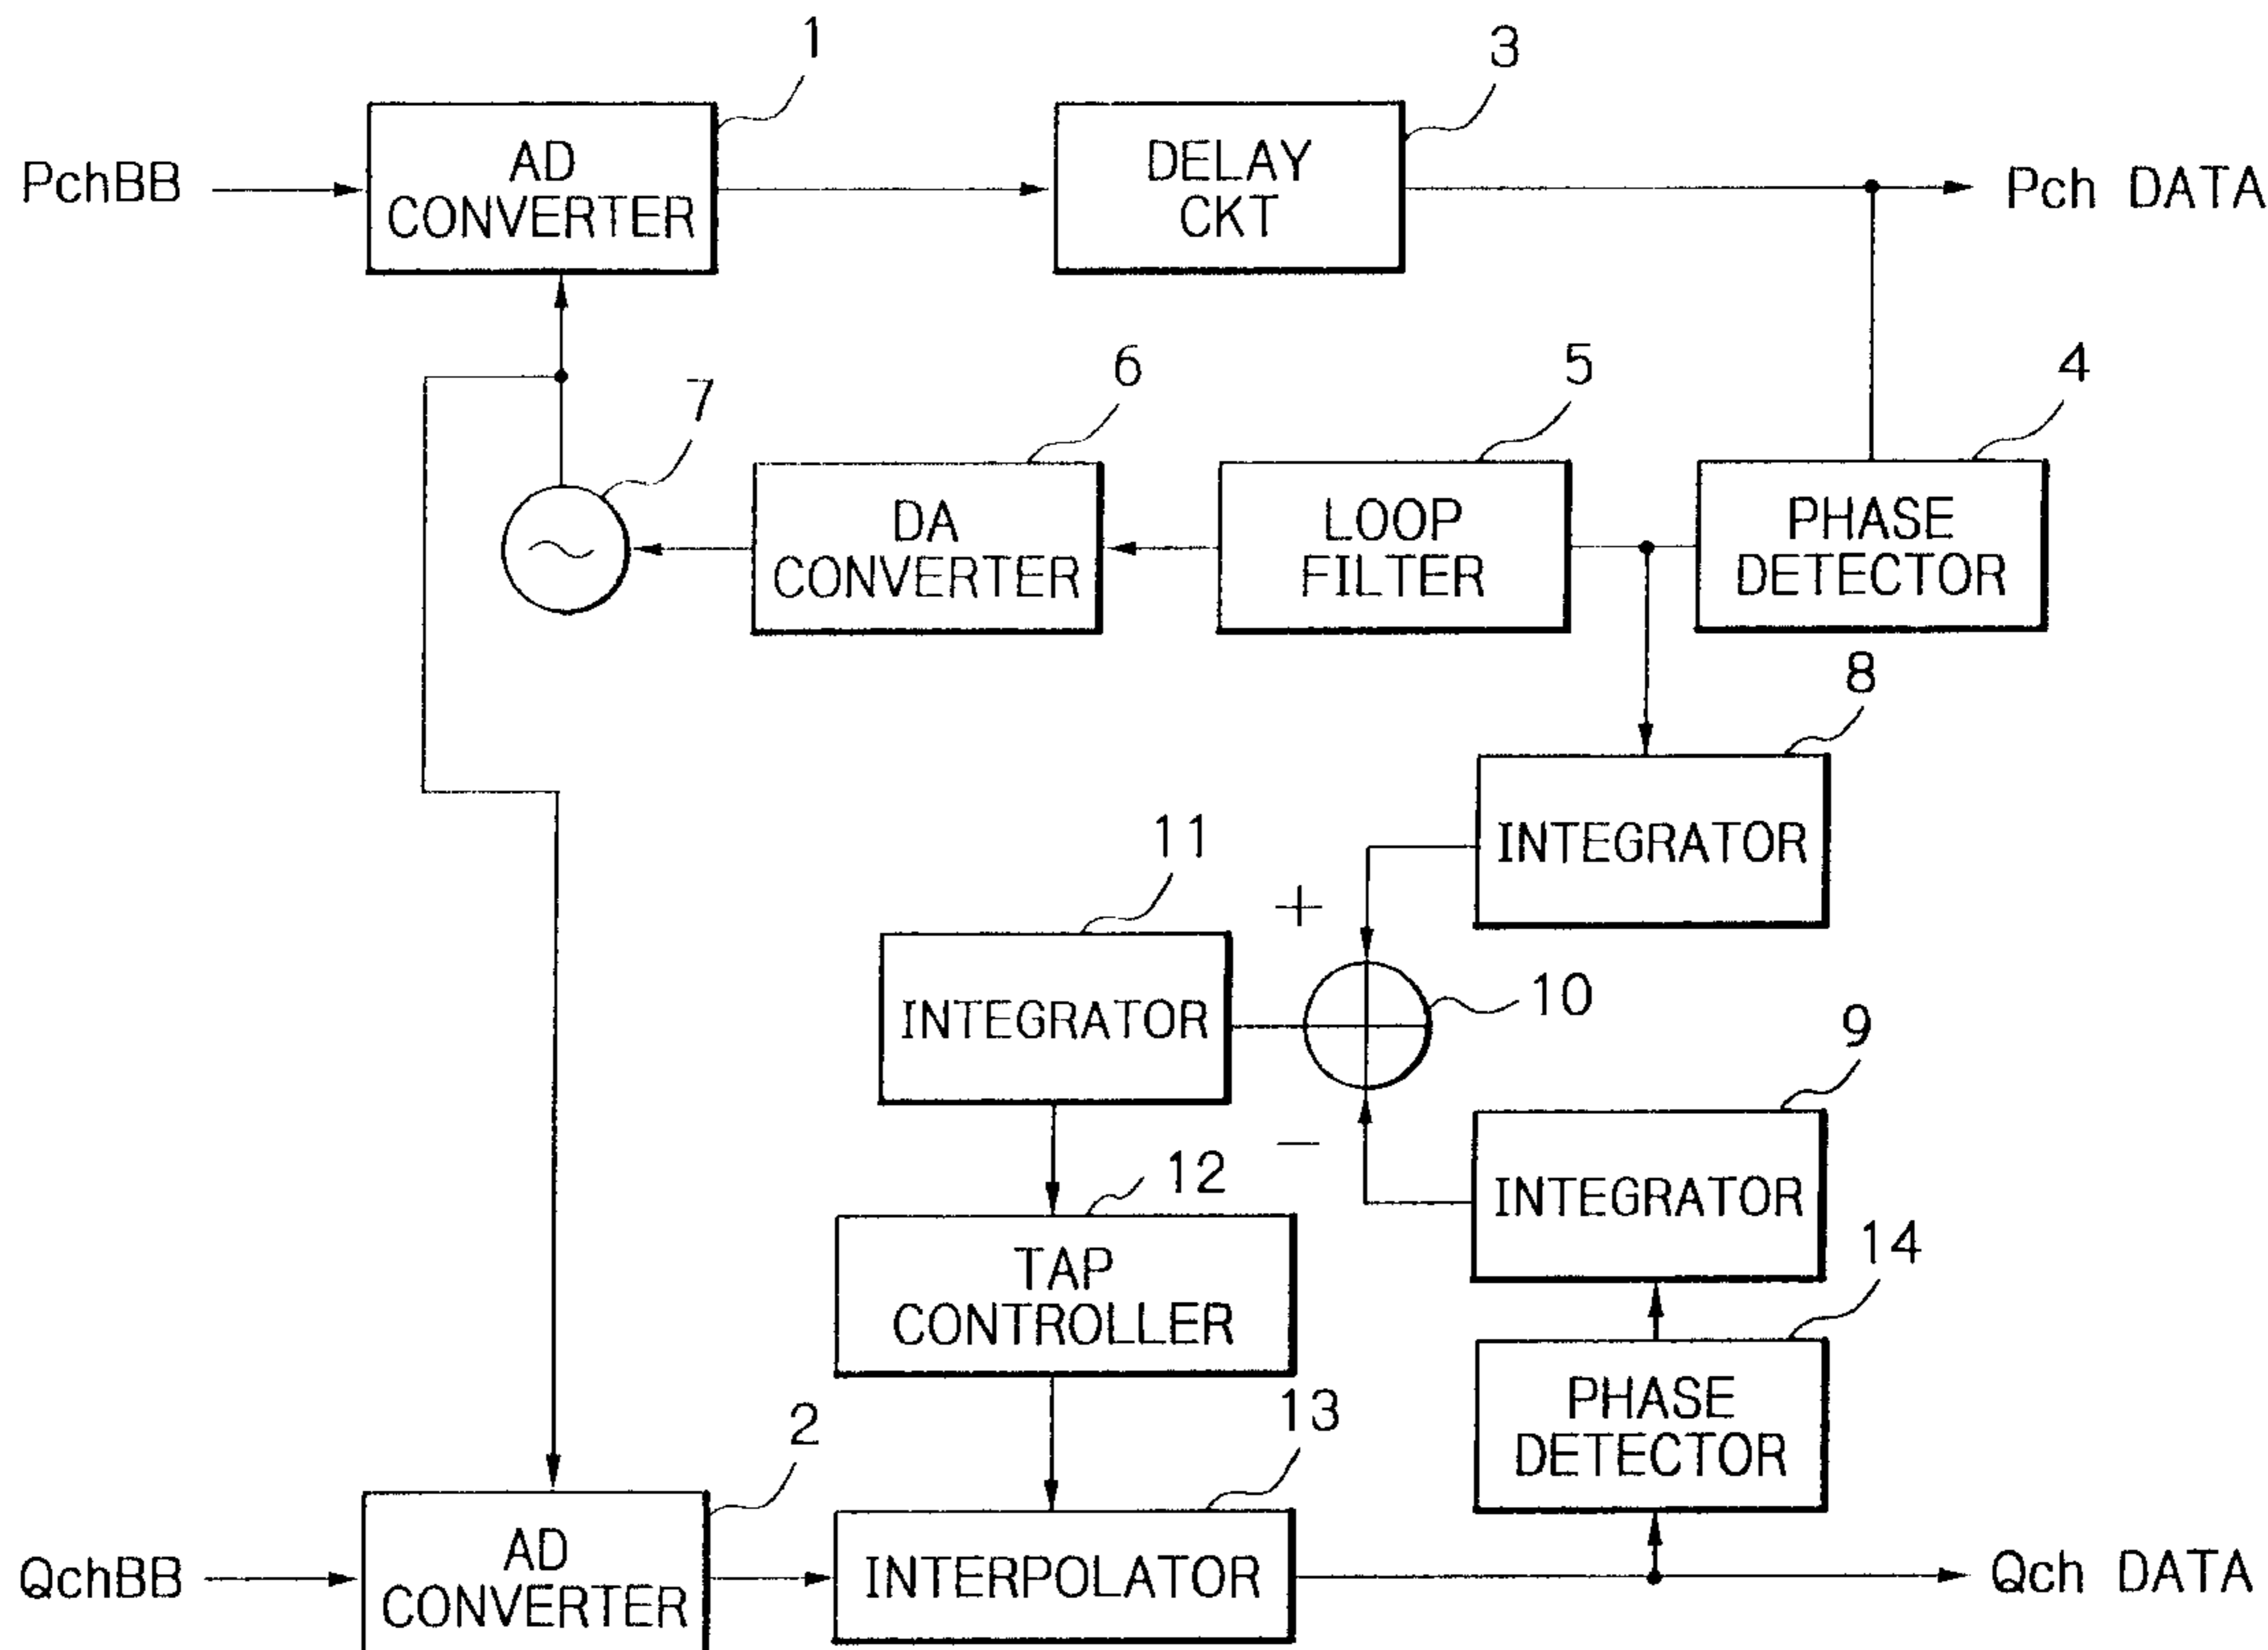 1
3
PchBB
AD
CONVERTER
DELAY
CKT
Pch DATA
7
6
5
4
DA
CONVERTER
LOOP
FILTER
PHASE
DETECTOR
8
INTEGRATOR
11
+
INTEGRATOR
10
9
−
INTEGRATOR
12
TAP
CONTROLLER
14
PHASE
DETECTOR
2
13
QchBB
AD
CONVERTER
INTERPOLATOR
Qch DATA